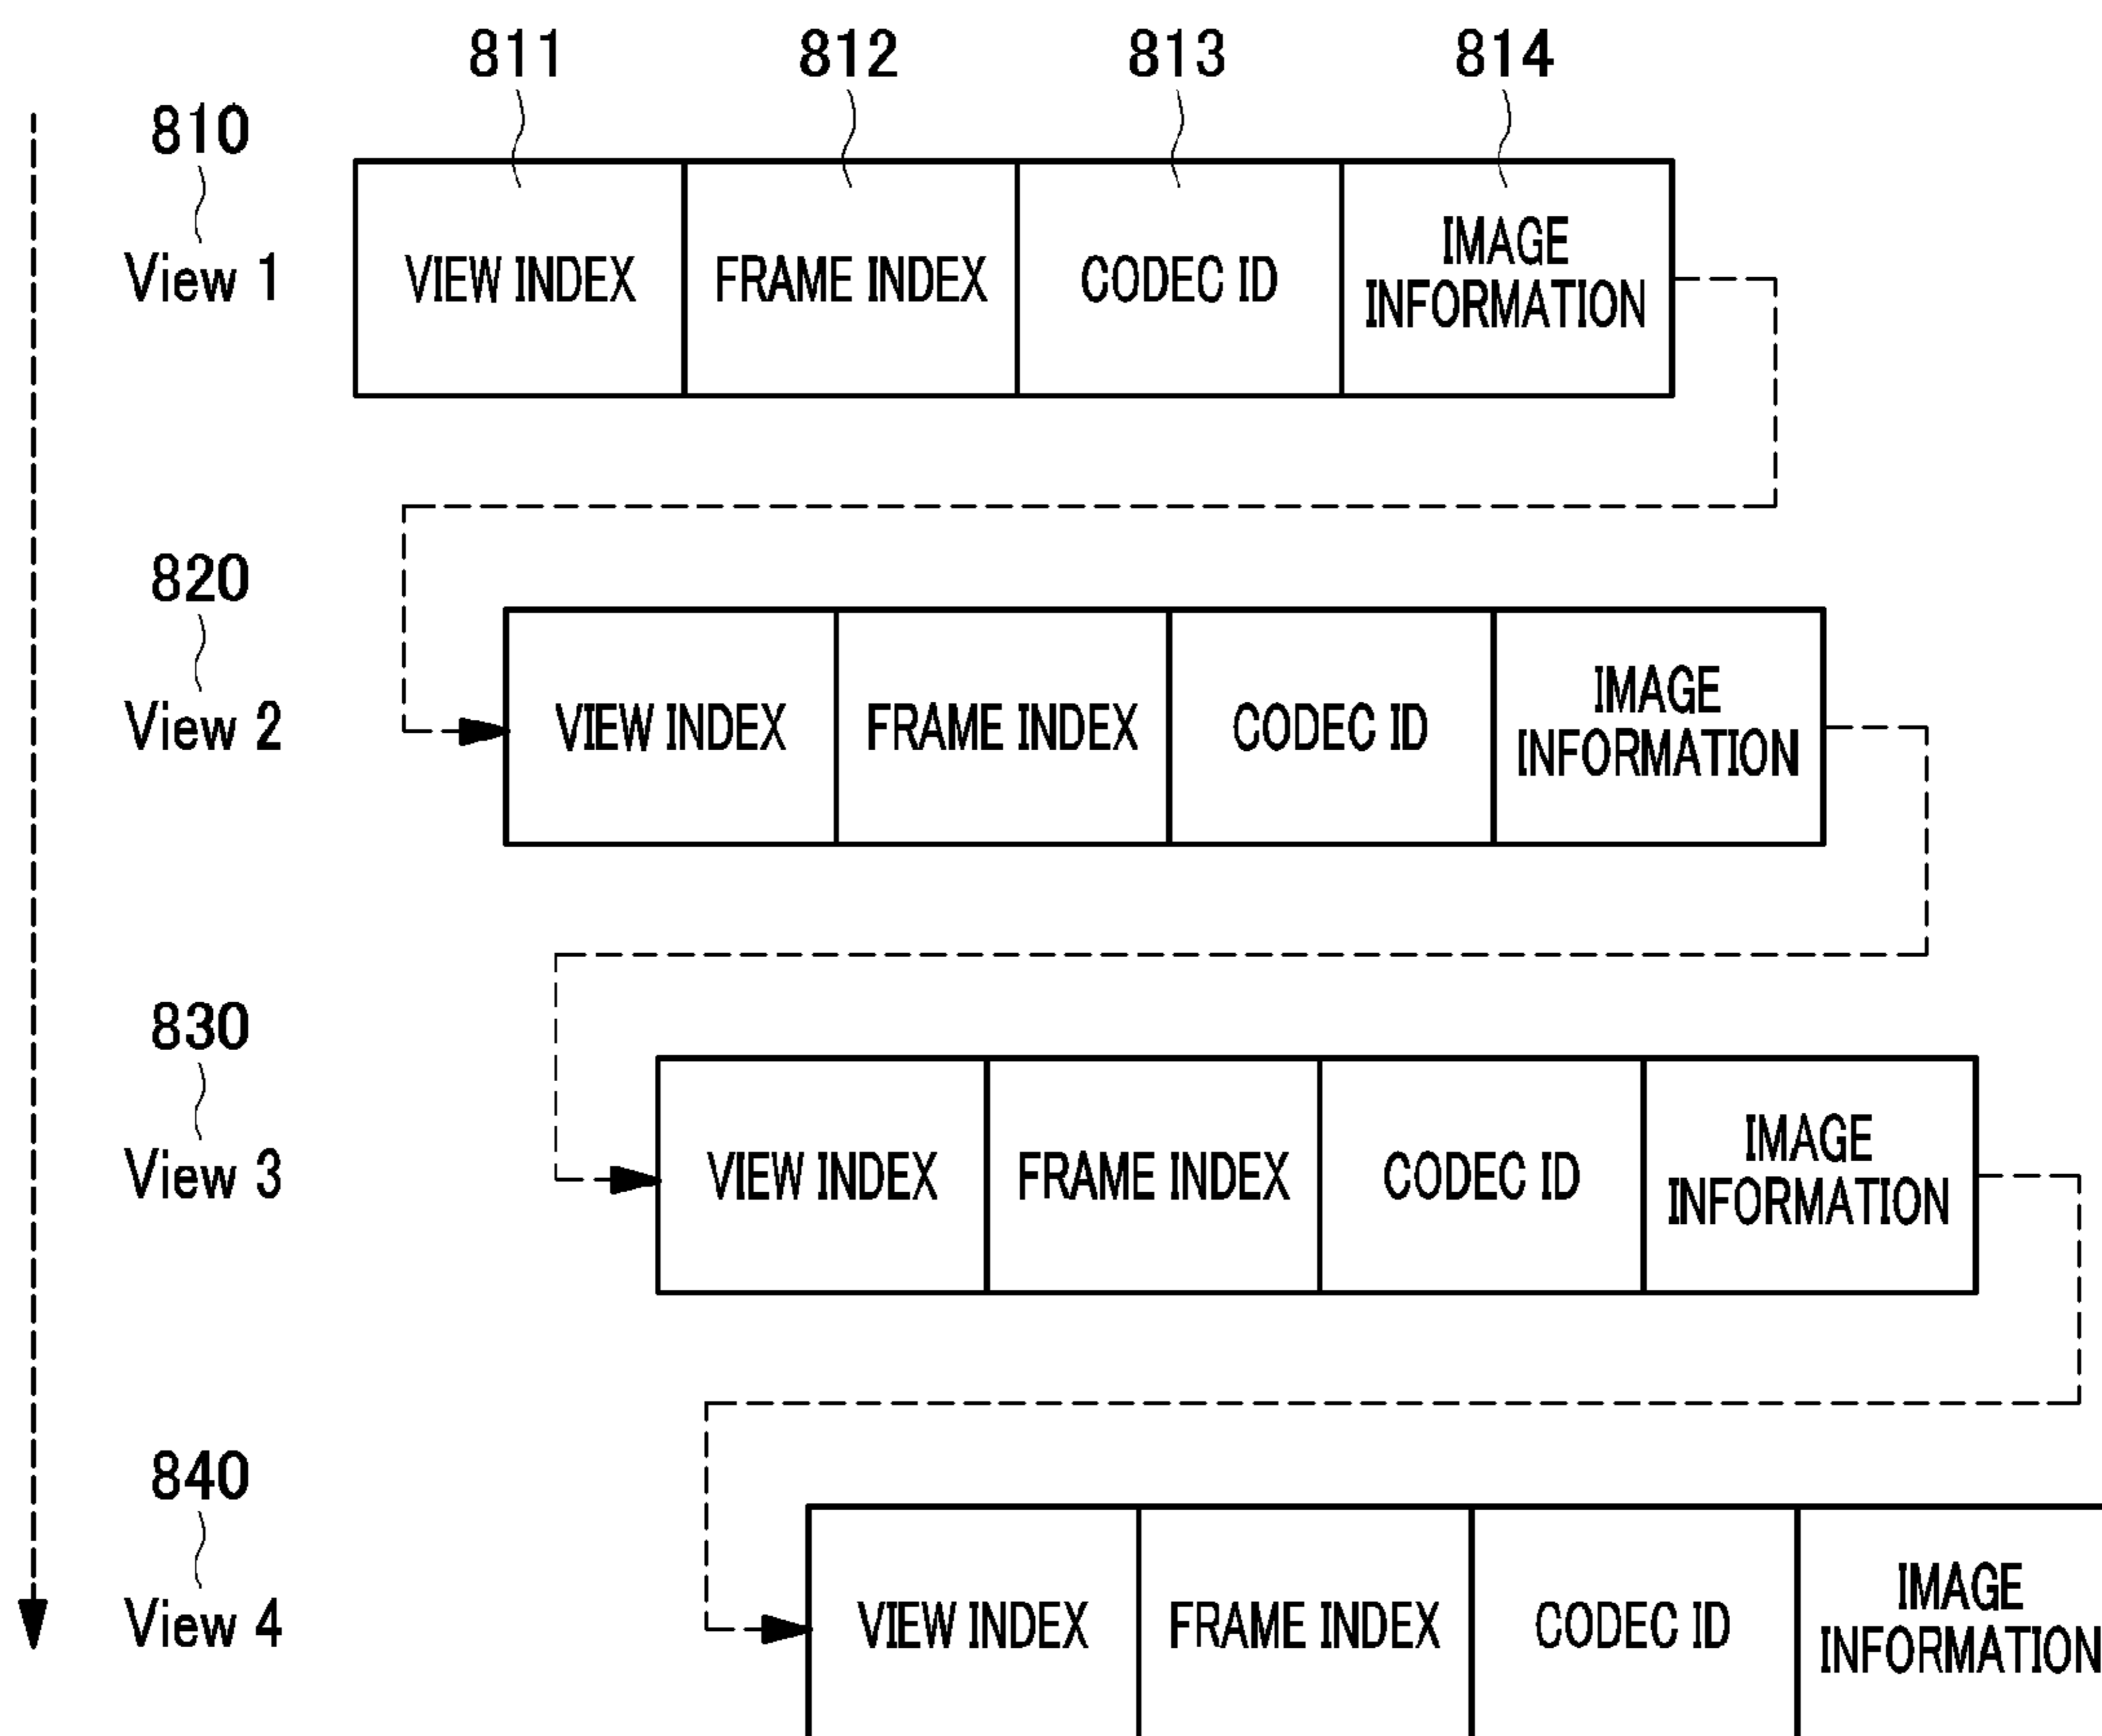 811 812 813 814
810
View 1
VIEW INDEX FRAME INDEX CODEC ID IMAGE INFORMATION
820
View 2
VIEW INDEX FRAME INDEX CODEC ID IMAGE INFORMATION
830
View 3
VIEW INDEX FRAME INDEX CODEC ID IMAGE INFORMATION
840
View 4
VIEW INDEX FRAME INDEX CODEC ID IMAGE INFORMATION